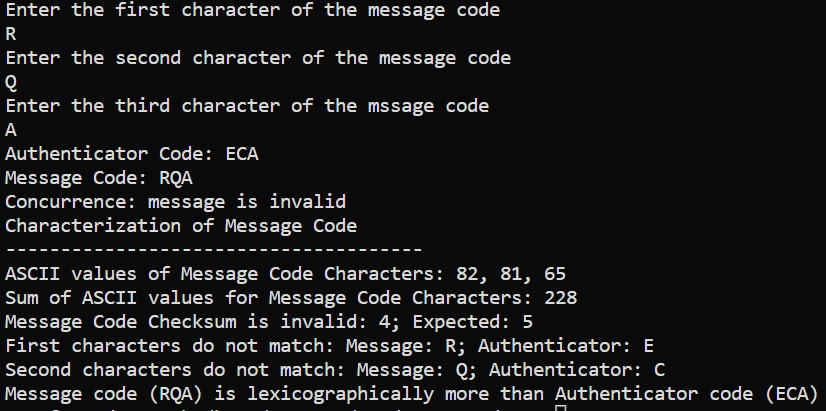 Enter the first character of the message code
R
Enter the second character of the message code
Q
Enter the third character of the mssage code
A
Authenticator Code: ECA
Message Code: RQA
Concurrence: message is invalid
Characterization of Message Code
--------------------------------------
ASCII values of Message Code Characters: 82, 81, 65
Sum of ASCII values for Message Code Characters: 228
Message Code Checksum is invalid: 4; Expected: 5
First characters do not match: Message: R; Authenticator: E
Second characters do not match: Message: Q; Authenticator: C
Message code (RQA) is lexicographically more than Authenticator code (ECA)